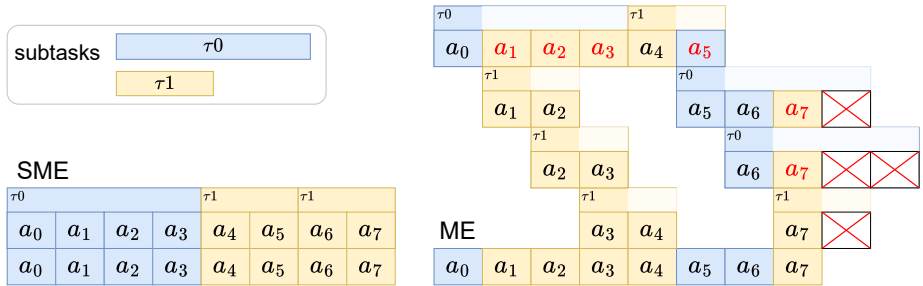 subtasks
τ0
τ1
SME
τ0 τ1 τ1
a0 a1 a2 a3 a4 a5 a6 a7
a0 a1 a2 a3 a4 a5 a6 a7
τ0 τ1
a0 a1 a2 a3 a4 a5
τ1 τ0
a1 a2 a5 a6 a7
τ1 τ0
a2 a3 a6 a7
τ1 τ1
a3 a4 a7
ME
a0 a1 a2 a3 a4 a5 a6 a7